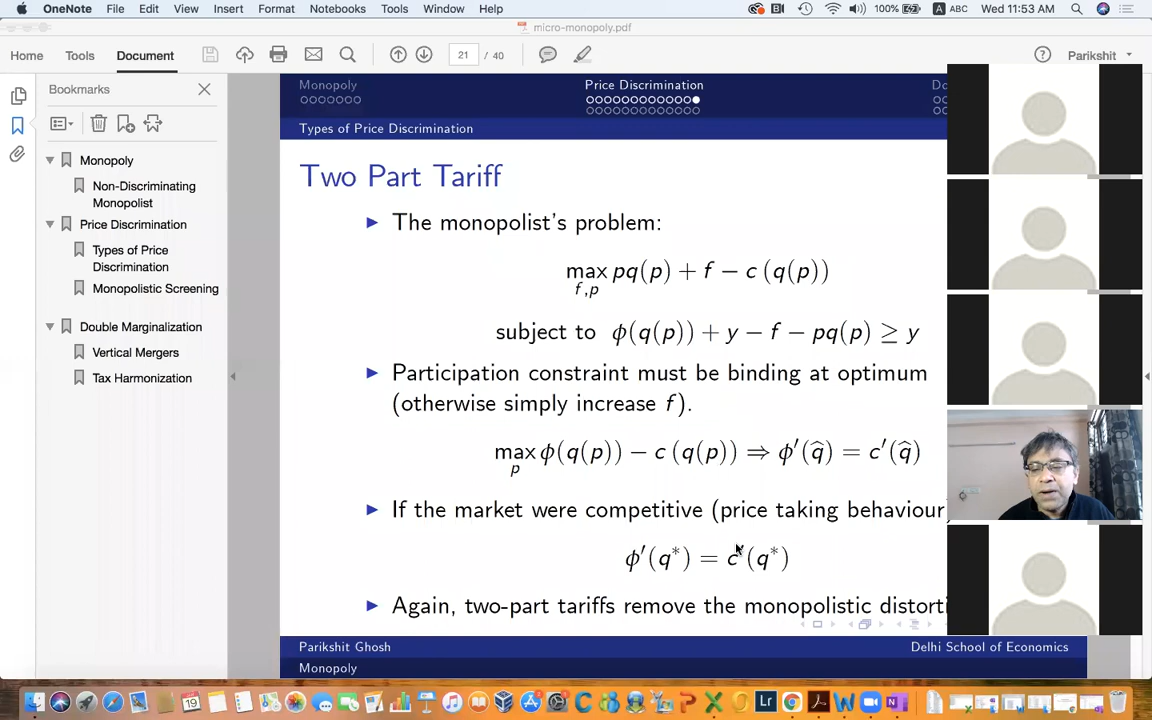 OneNote File Edit View Insert Format Notebooks Tools Window Help 100% A ABC Wed 11:53 AM
micro-monopoly.pdf
Home Tools Document 21 / 40 Parikshit
Bookmarks
Monopoly
Non-Discriminating
Monopolist
Price Discrimination
Types of Price
Discrimination
Monopolistic Screening
Double Marginalization
Vertical Mergers
Tax Harmonization
Monopoly Price Discrimination Do
Types of Price Discrimination
Two Part Tariff
The monopolist's problem:
max pq(p) + f − c (q(p))
f,p
subject to ϕ(q(p)) + y − f − pq(p) ≥ y
Participation constraint must be binding at optimum
(otherwise simply increase f).
max ϕ(q(p)) − c (q(p)) ⇒ ϕ′(q̂) = c′(q̂)
p
If the market were competitive (price taking behaviour)
ϕ′(q*) = c′(q*)
Again, two-part tariffs remove the monopolistic distorti
Parikshit Ghosh Delhi School of Economics
Monopoly